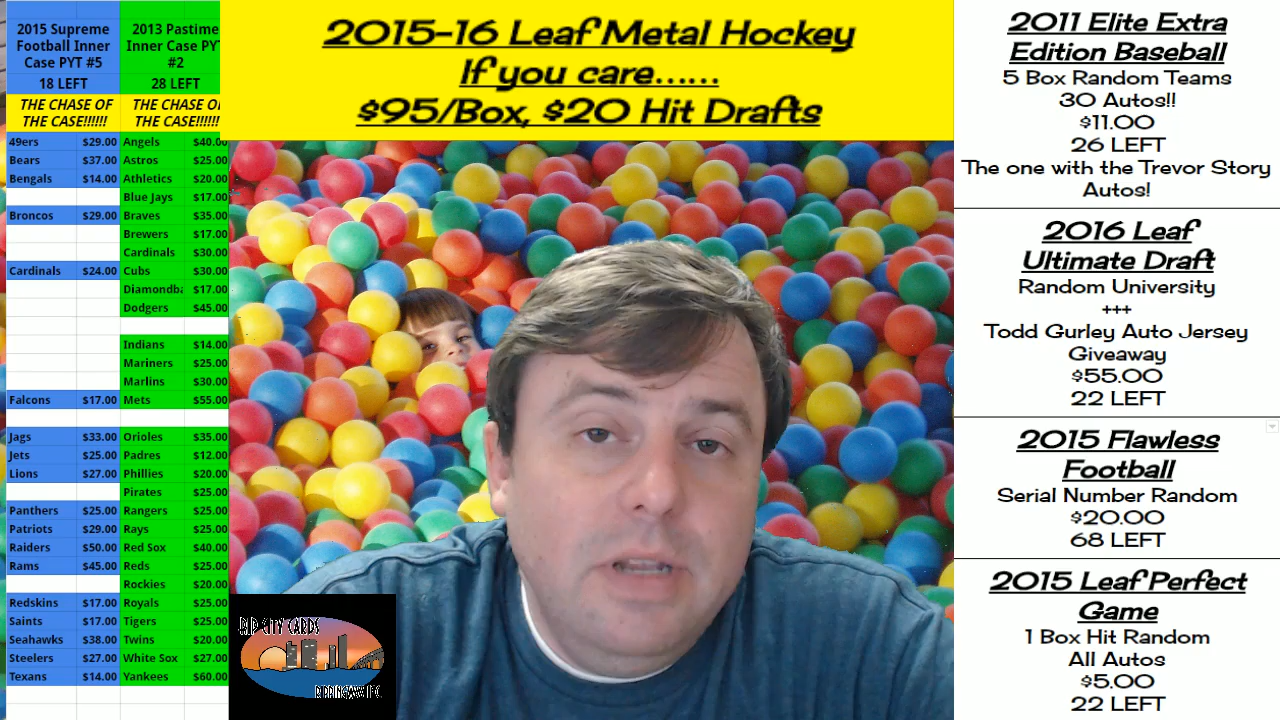 2015 Supreme
Football Inner
Case PYT #5
18 LEFT
THE CHASE OF
THE CASE!!!!!!
49ers $29.00
Bears $37.00
Bengals $14.00
Broncos $29.00
Cardinals $24.00
Falcons $17.00
Jags $33.00
Jets $25.00
Lions $27.00
Panthers $25.00
Patriots $29.00
Raiders $50.00
Rams $45.00
Redskins $17.00
Saints $17.00
Seahawks $38.00
Steelers $27.00
Texans $14.00
2013 Pastime
Inner Case PYT
#2
28 LEFT
THE CHASE OF
THE CASE!!!!!!
Angels $40.00
Astros $25.00
Athletics $20.00
Blue Jays $17.00
Braves $35.00
Brewers $17.00
Cardinals $30.00
Cubs $30.00
Diamondba $17.00
Dodgers $45.00
Indians $14.00
Mariners $25.00
Marlins $30.00
Mets $55.00
Orioles $35.00
Padres $12.00
Phillies $20.00
Pirates $25.00
Rangers $25.00
Rays $25.00
Red Sox $40.00
Reds $25.00
Rockies $20.00
Royals $25.00
Tigers $25.00
Twins $20.00
White Sox $27.00
Yankees $60.00
2015-16 Leaf Metal Hockey
If you care......
$95/Box, $20 Hit Drafts
RIP CITY CARDS
2011 Elite Extra
Edition Baseball
5 Box Random Teams
30 Autos!!
$11.00
26 LEFT
The one with the Trevor Story
Autos!
2016 Leaf
Ultimate Draft
Random University
+++
Todd Gurley Auto Jersey
Giveaway
$55.00
22 LEFT
2015 Flawless
Football
Serial Number Random
$20.00
68 LEFT
2015 Leaf Perfect
Game
1 Box Hit Random
All Autos
$5.00
22 LEFT